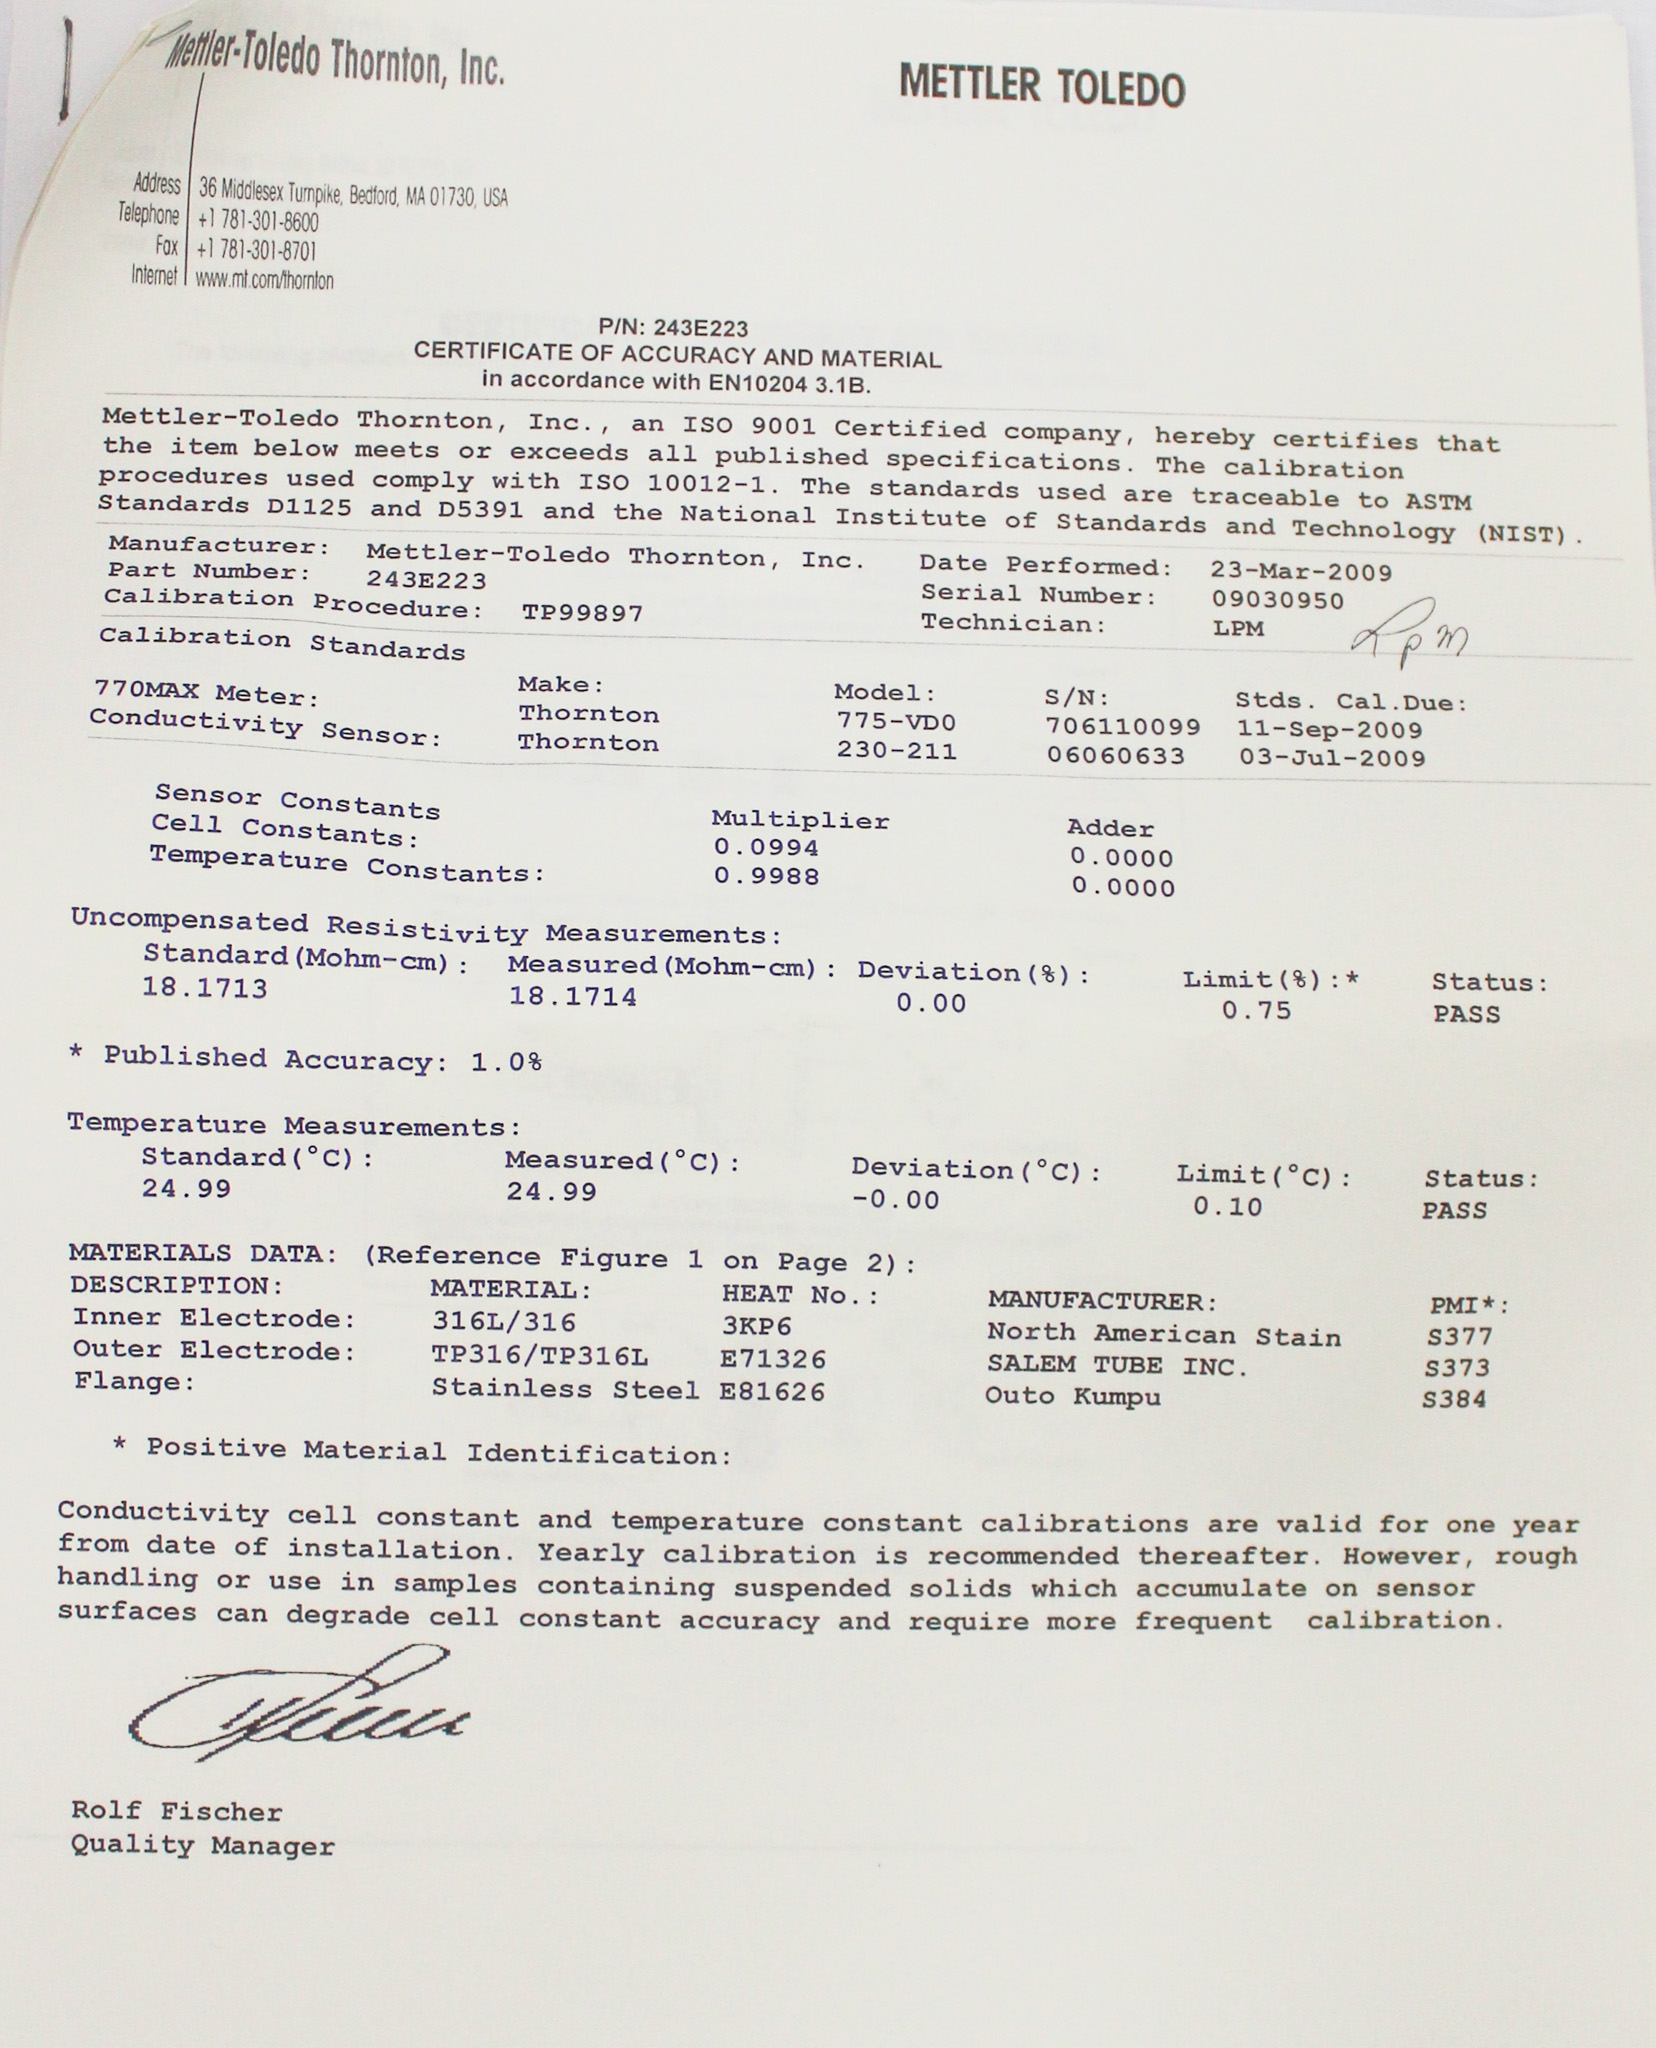 Mettler-Toledo Thornton, Inc.
METTLER TOLEDO
Address 36 Middlesex Turnpike, Bedford, MA 01730, USA
Telephone +1 781-301-8600
Fax +1 781-301-8701
Internet www.mt.com/thornton
P/N: 243E223
CERTIFICATE OF ACCURACY AND MATERIAL
in accordance with EN10204 3.1B.
Mettler-Toledo Thornton, Inc., an ISO 9001 Certified company, hereby certifies that
the item below meets or exceeds all published specifications. The calibration
procedures used comply with ISO 10012-1. The standards used are traceable to ASTM
Standards D1125 and D5391 and the National Institute of Standards and Technology (NIST).
Manufacturer: Mettler-Toledo Thornton, Inc. Date Performed: 23-Mar-2009
Part Number: 243E223 Serial Number: 09030950
Calibration Procedure: TP99897 Technician: LPM LPM
Calibration Standards
Make: Model: S/N: Stds. Cal.Due:
770MAX Meter: Thornton 775-VD0 706110099 11-Sep-2009
Conductivity Sensor: Thornton 230-211 06060633 03-Jul-2009
Sensor Constants Multiplier Adder
Cell Constants: 0.0994 0.0000
Temperature Constants: 0.9988 0.0000
Uncompensated Resistivity Measurements:
Standard(Mohm-cm): Measured(Mohm-cm): Deviation(%): Limit(%):* Status:
18.1713 18.1714 0.00 0.75 PASS
* Published Accuracy: 1.0%
Temperature Measurements:
Standard(°C): Measured(°C): Deviation(°C): Limit(°C): Status:
24.99 24.99 -0.00 0.10 PASS
MATERIALS DATA: (Reference Figure 1 on Page 2):
DESCRIPTION: MATERIAL: HEAT No.: MANUFACTURER: PMI*:
Inner Electrode: 316L/316 3KP6 North American Stain S377
Outer Electrode: TP316/TP316L E71326 SALEM TUBE INC. S373
Flange: Stainless Steel E81626 Outo Kumpu S384
* Positive Material Identification:
Conductivity cell constant and temperature constant calibrations are valid for one year
from date of installation. Yearly calibration is recommended thereafter. However, rough
handling or use in samples containing suspended solids which accumulate on sensor
surfaces can degrade cell constant accuracy and require more frequent calibration.
Rolf Fischer
Quality Manager